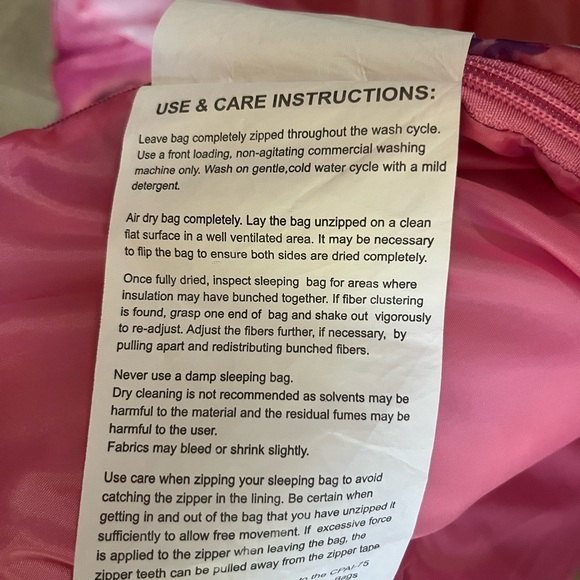 USE & CARE INSTRUCTIONS:
Leave bag completely zipped throughout the wash cycle.
Use a front loading, non-agitating commercial washing
machine only. Wash on gentle,cold water cycle with a mild
detergent.
Air dry bag completely. Lay the bag unzipped on a clean
flat surface in a well ventilated area. It may be necessary
to flip the bag to ensure both sides are dried completely.
Once fully dried, inspect sleeping bag for areas where
insulation may have bunched together. If fiber clustering
is found, grasp one end of bag and shake out vigorously
to re-adjust. Adjust the fibers further, if necessary, by
pulling apart and redistributing bunched fibers.
Never use a damp sleeping bag.
Dry cleaning is not recommended as solvents may be
harmful to the material and the residual fumes may be
harmful to the user.
Fabrics may bleed or shrink slightly.
Use care when zipping your sleeping bag to avoid
catching the zipper in the lining. Be certain when
getting in and out of the bag that you have unzipped it
sufficiently to allow free movement. If excessive force
is applied to the zipper when leaving the bag, the
zipper teeth can be pulled away from the zipper tape.
the CPAI-75